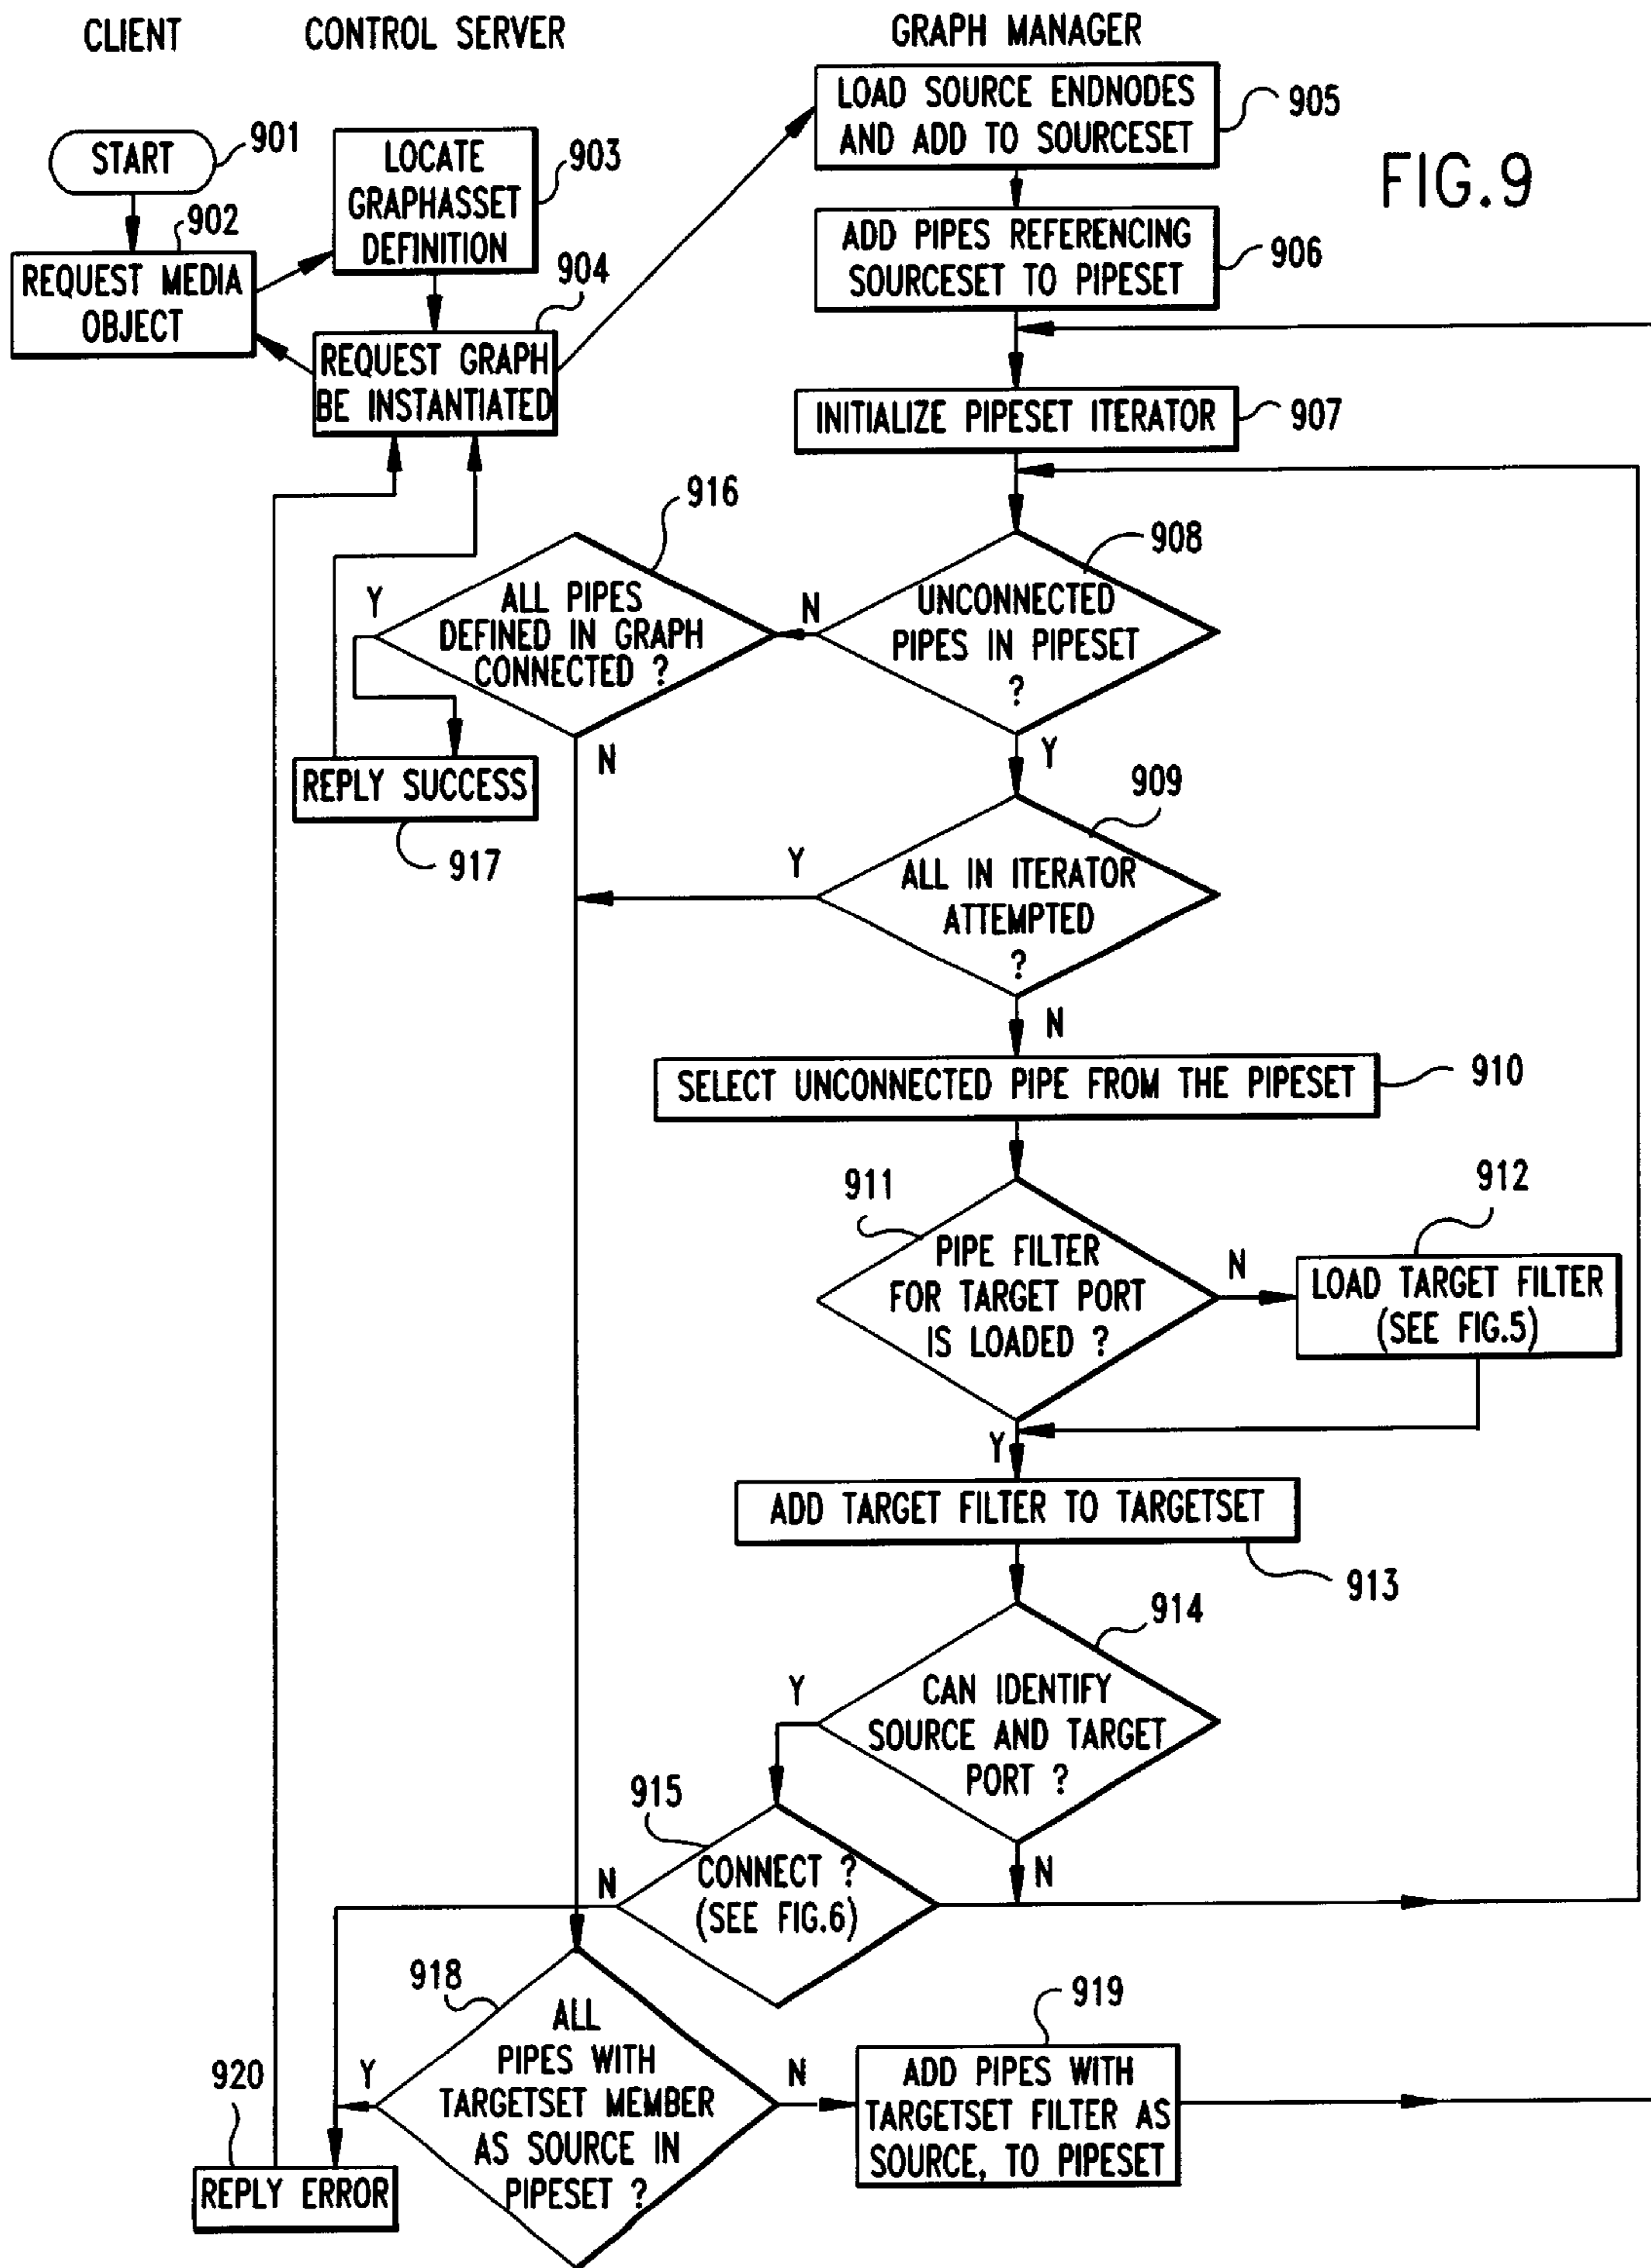 CLIENT
CONTROL SERVER
GRAPH MANAGER
FIG.9
START
901
902
REQUEST MEDIA
OBJECT
LOCATE
GRAPHASSET
DEFINITION
903
904
REQUEST GRAPH
BE INSTANTIATED
LOAD SOURCE ENDNODES
AND ADD TO SOURCESET
905
ADD PIPES REFERENCING
SOURCESET TO PIPESET
906
INITIALIZE PIPESET ITERATOR
907
908
UNCONNECTED
PIPES IN PIPESET
?
N
Y
916
ALL PIPES
DEFINED IN GRAPH
CONNECTED ?
Y
N
REPLY SUCCESS
917
909
ALL IN ITERATOR
ATTEMPTED
?
Y
N
SELECT UNCONNECTED PIPE FROM THE PIPESET
910
911
PIPE FILTER
FOR TARGET PORT
IS LOADED ?
N
Y
912
LOAD TARGET FILTER
(SEE FIG.5)
ADD TARGET FILTER TO TARGETSET
913
914
CAN IDENTIFY
SOURCE AND TARGET
PORT ?
Y
N
915
CONNECT ?
(SEE FIG.6)
N
918
ALL
PIPES WITH
TARGETSET MEMBER
AS SOURCE IN
PIPESET ?
Y
N
919
ADD PIPES WITH
TARGETSET FILTER AS
SOURCE, TO PIPESET
920
REPLY ERROR